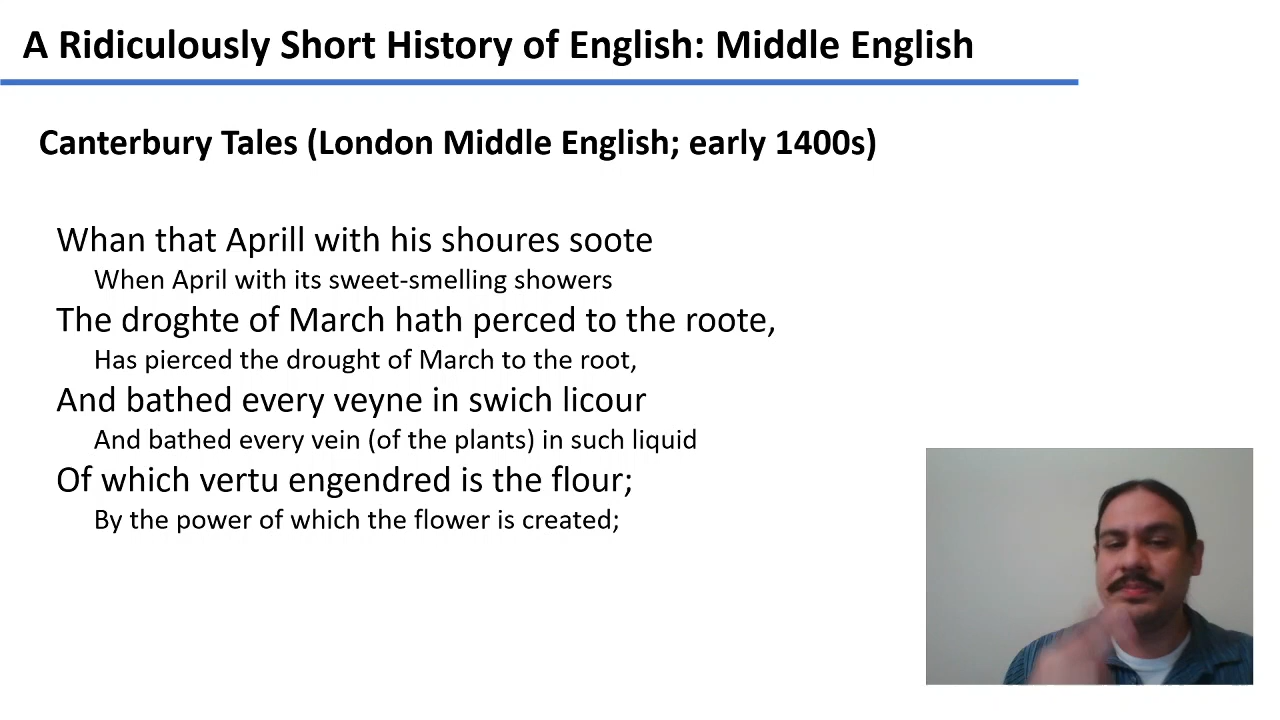 A Ridiculously Short History of English: Middle English
Canterbury Tales (London Middle English; early 1400s)
Whan that Aprill with his shoures soote
When April with its sweet-smelling showers
The droghte of March hath perced to the roote,
Has pierced the drought of March to the root,
And bathed every veyne in swich licour
And bathed every vein (of the plants) in such liquid
Of which vertu engendred is the flour;
By the power of which the flower is created;